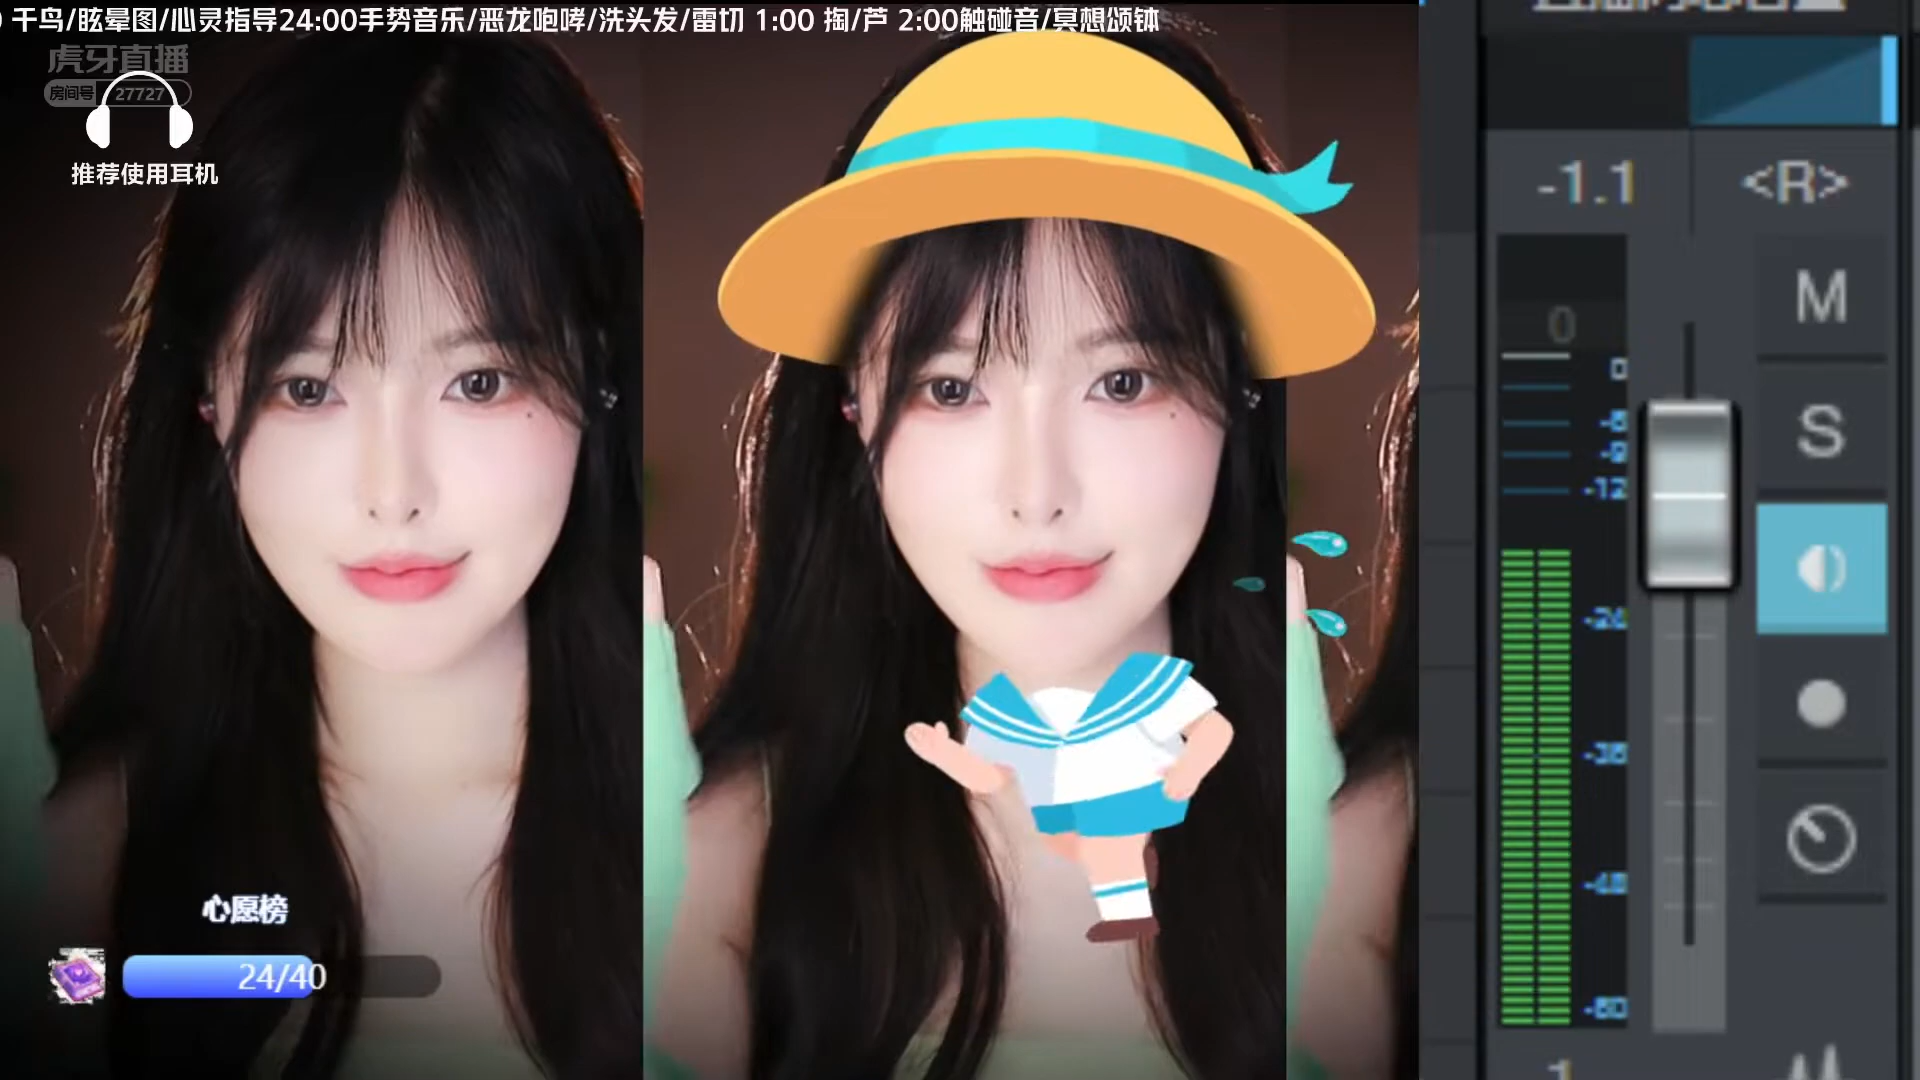 千鸟/眩晕图/心灵指导24:00手势音乐/恶龙咆哮/洗头发/雷切 1:00 掏/芦 2:00触碰音/冥想颂钵
虎牙直播
房间号 27727
推荐使用耳机
-1.1 <R>
M
0
0
-6
-9
S
-12
-24
-36
-48
-60
心愿榜
24/40